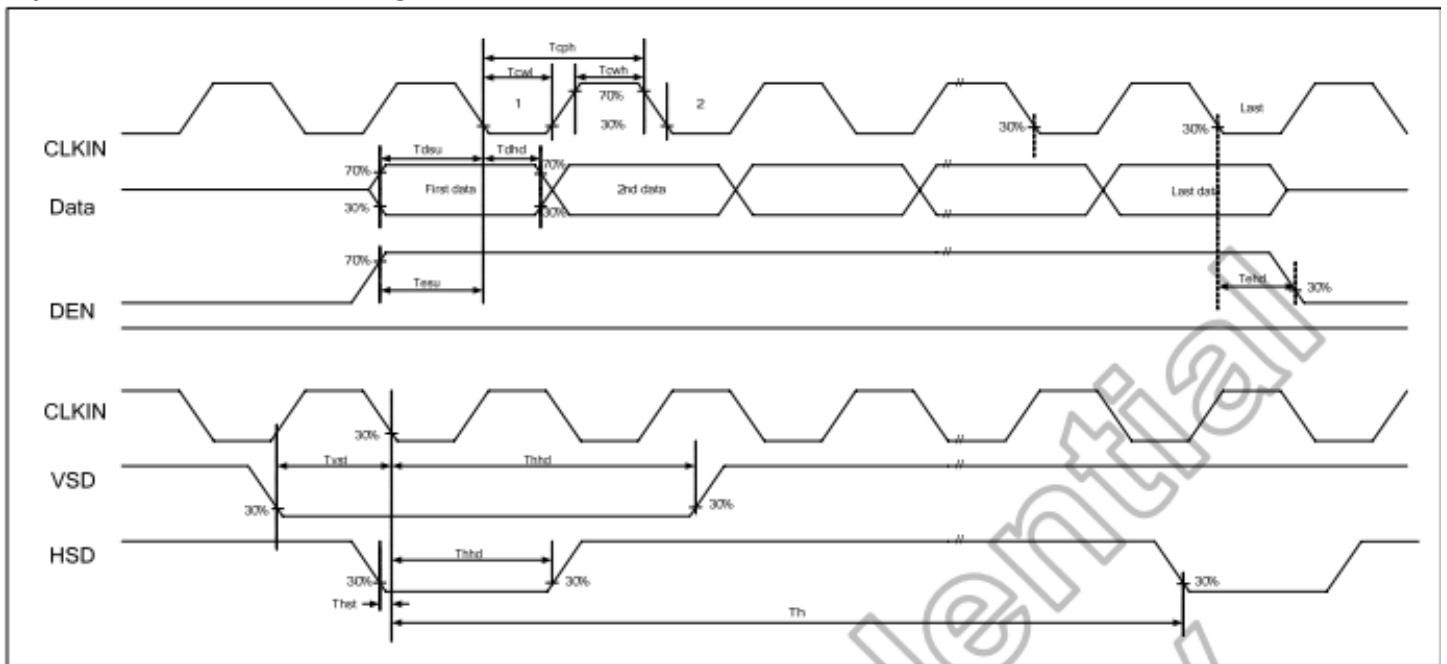 Tcph
Tcwl Tcwh
1 70% 2 Last
30% 30% 30%
CLKIN
Tdsu Tdhd
70% 70%
First data 2nd data Last dat
Data
30% 30%
70%
Tesu Tehd
30%
DEN
CLKIN
30%
Tvst Thhd
VSD
30% 30%
HSD
Thhd
30% 30% 30%
Thst
Th